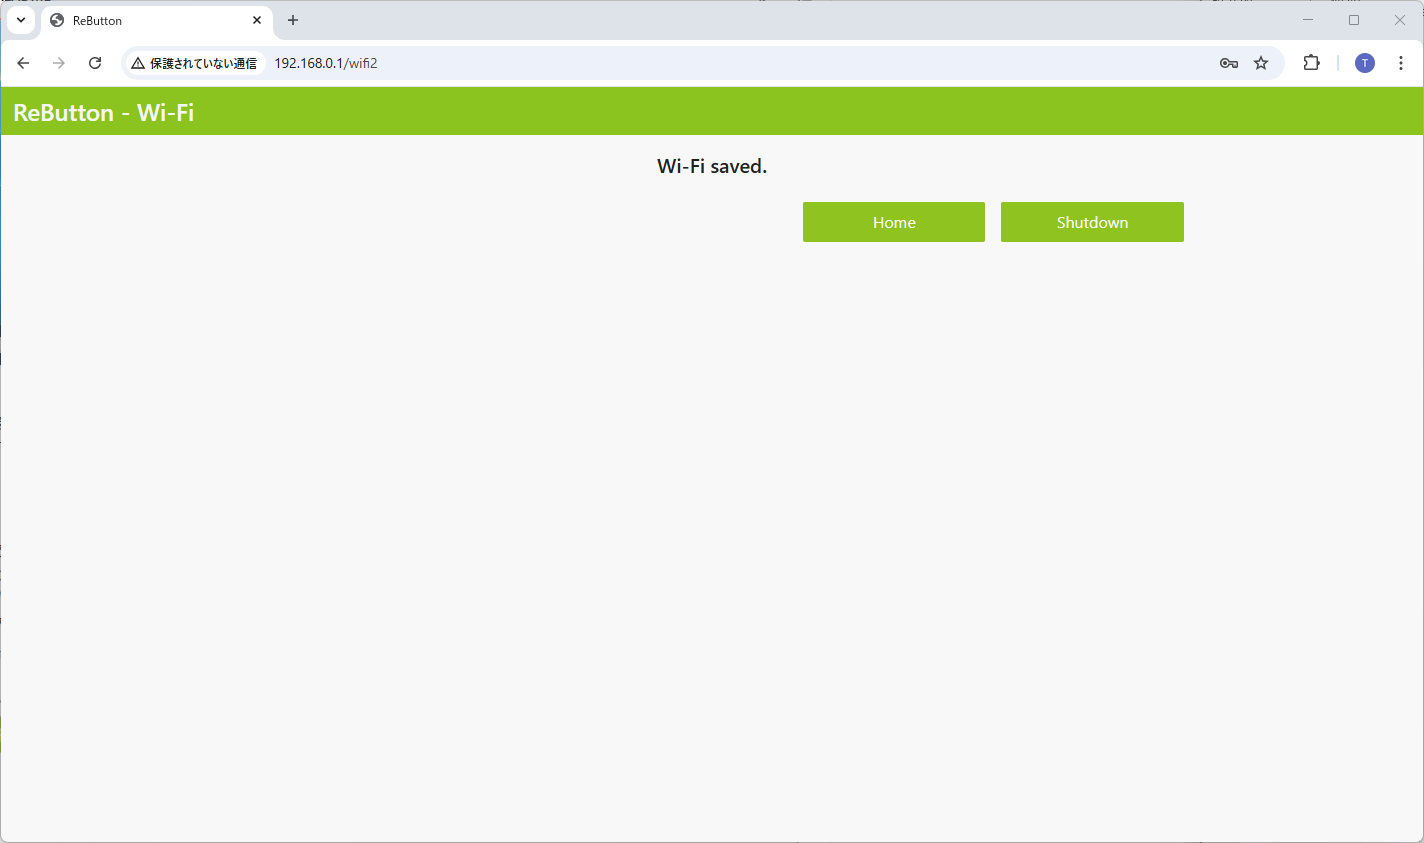 ReButton
保護されていない通信 192.168.0.1/wifi2
T
ReButton - Wi-Fi
Wi-Fi saved.
Home Shutdown